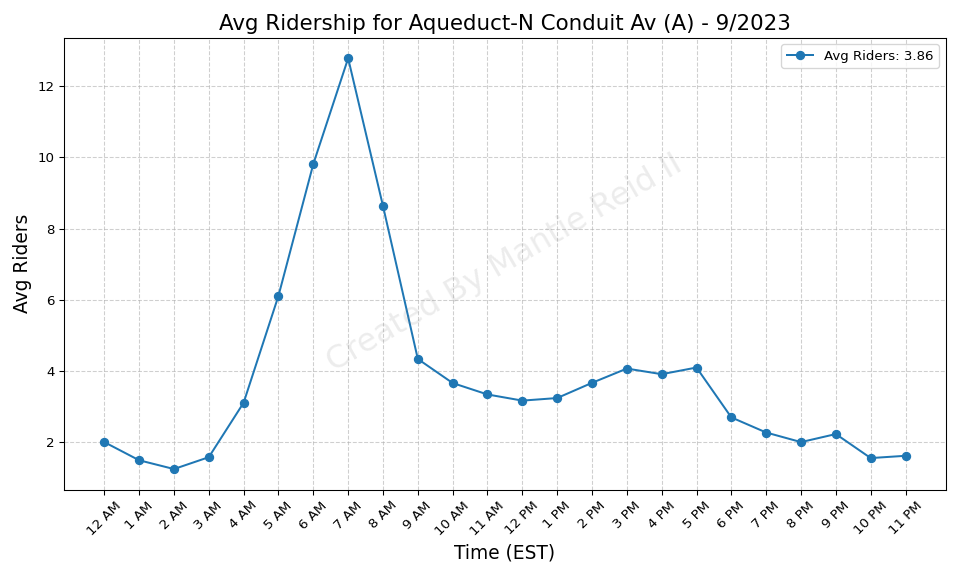 Avg Ridership for Aqueduct-N Conduit Av (A) - 9/2023
Avg Riders: 3.86
12
10
8
6
4
2
Avg Riders
Created By Mantie Reid II
12 AM
1 AM
2 AM
3 AM
4 AM
5 AM
6 AM
7 AM
8 AM
9 AM
10 AM
11 AM
12 PM
1 PM
2 PM
3 PM
4 PM
5 PM
6 PM
7 PM
8 PM
9 PM
10 PM
11 PM
Time (EST)